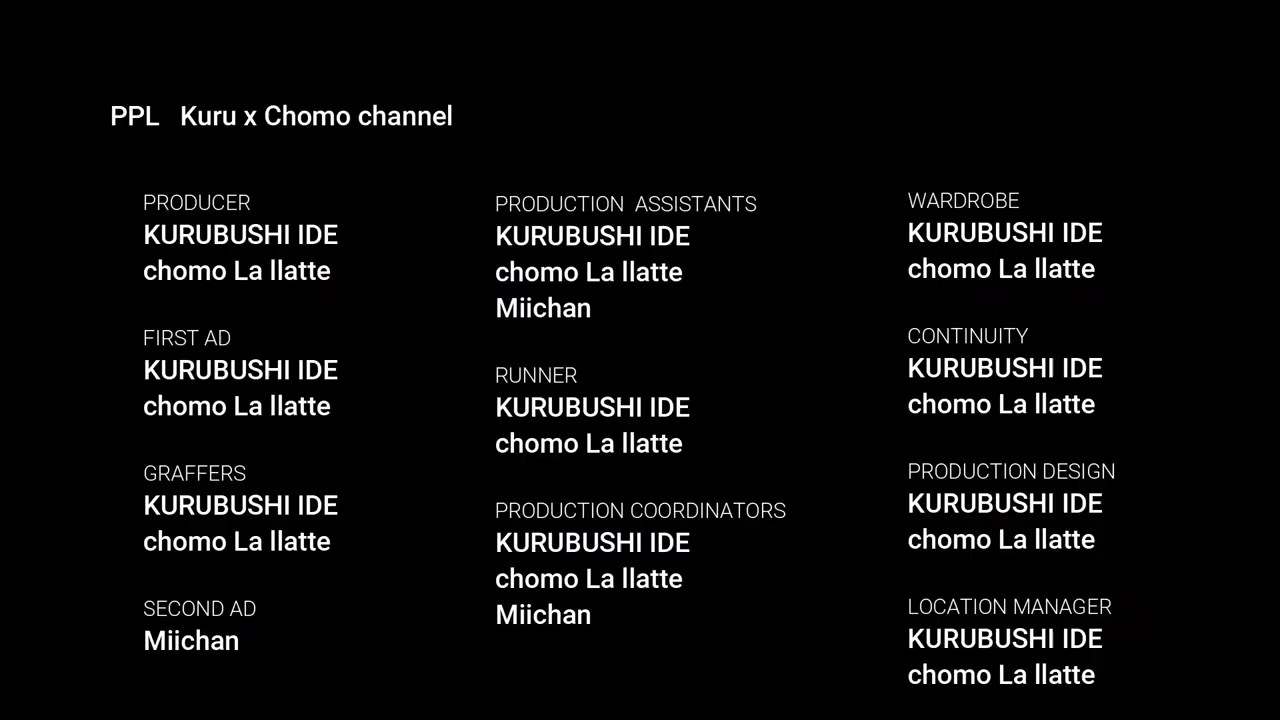 PPL Kuru x Chomo channel
PRODUCER
KURUBUSHI IDE
chomo La llatte
FIRST AD
KURUBUSHI IDE
chomo La llatte
GRAFFERS
KURUBUSHI IDE
chomo La llatte
SECOND AD
Miichan
PRODUCTION ASSISTANTS
KURUBUSHI IDE
chomo La llatte
Miichan
RUNNER
KURUBUSHI IDE
chomo La llatte
PRODUCTION COORDINATORS
KURUBUSHI IDE
chomo La llatte
Miichan
WARDROBE
KURUBUSHI IDE
chomo La llatte
CONTINUITY
KURUBUSHI IDE
chomo La llatte
PRODUCTION DESIGN
KURUBUSHI IDE
chomo La llatte
LOCATION MANAGER
KURUBUSHI IDE
chomo La llatte